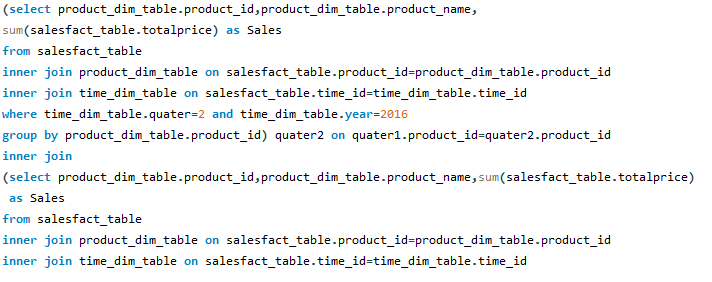 (select product_dim_table.product_id,product_dim_table.product_name,
sum(salesfact_table.totalprice) as Sales
from salesfact_table
inner join product_dim_table on salesfact_table.product_id=product_dim_table.product_id
inner join time_dim_table on salesfact_table.time_id=time_dim_table.time_id
where time_dim_table.quater=2 and time_dim_table.year=2016
group by product_dim_table.product_id) quater2 on quater1.product_id=quater2.product_id
inner join
(select product_dim_table.product_id,product_dim_table.product_name,sum(salesfact_table.totalprice)
as Sales
from salesfact_table
inner join product_dim_table on salesfact_table.product_id=product_dim_table.product_id
inner join time_dim_table on salesfact_table.time_id=time_dim_table.time_id